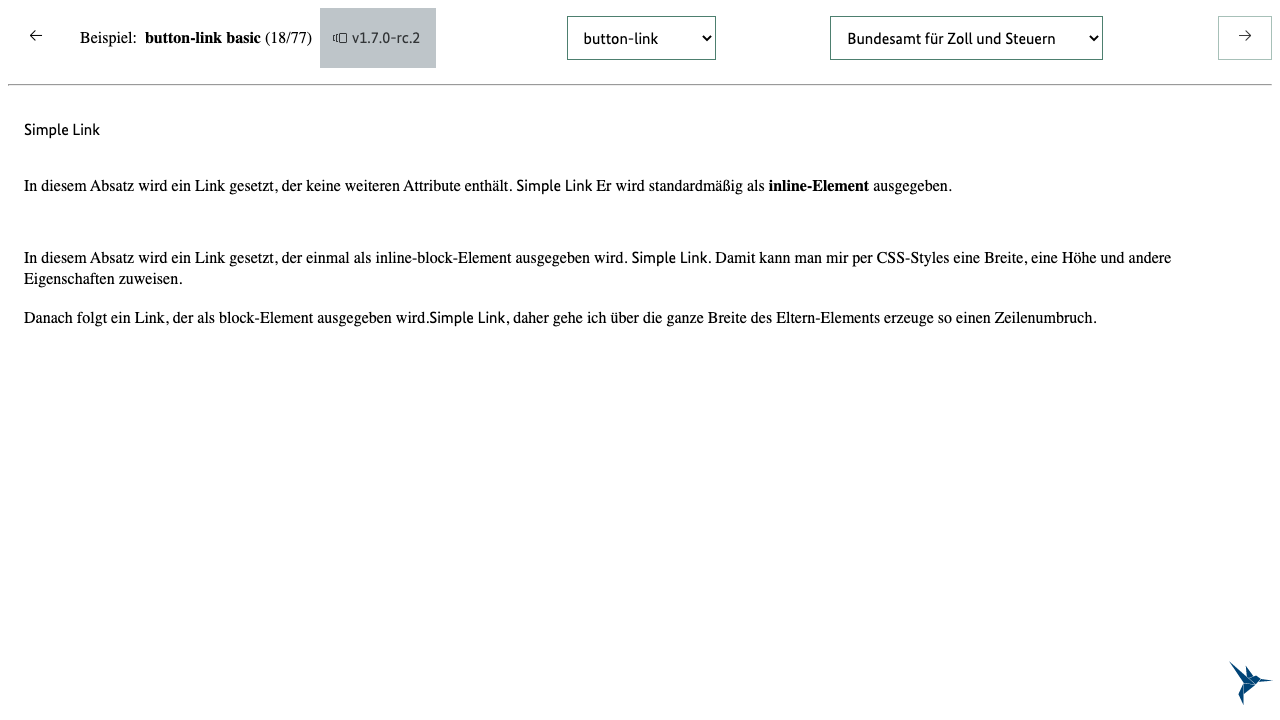 Beispiel: button-link basic (18/77) v1.7.0-rc.2 button-link Bundesamt für Zoll und Steuern
Simple Link
In diesem Absatz wird ein Link gesetzt, der keine weiteren Attribute enthält. Simple Link Er wird standardmäßig als inline-Element ausgegeben.
In diesem Absatz wird ein Link gesetzt, der einmal als inline-block-Element ausgegeben wird. Simple Link. Damit kann man mir per CSS-Styles eine Breite, eine Höhe und andere
Eigenschaften zuweisen.
Danach folgt ein Link, der als block-Element ausgegeben wird.Simple Link, daher gehe ich über die ganze Breite des Eltern-Elements erzeuge so einen Zeilenumbruch.